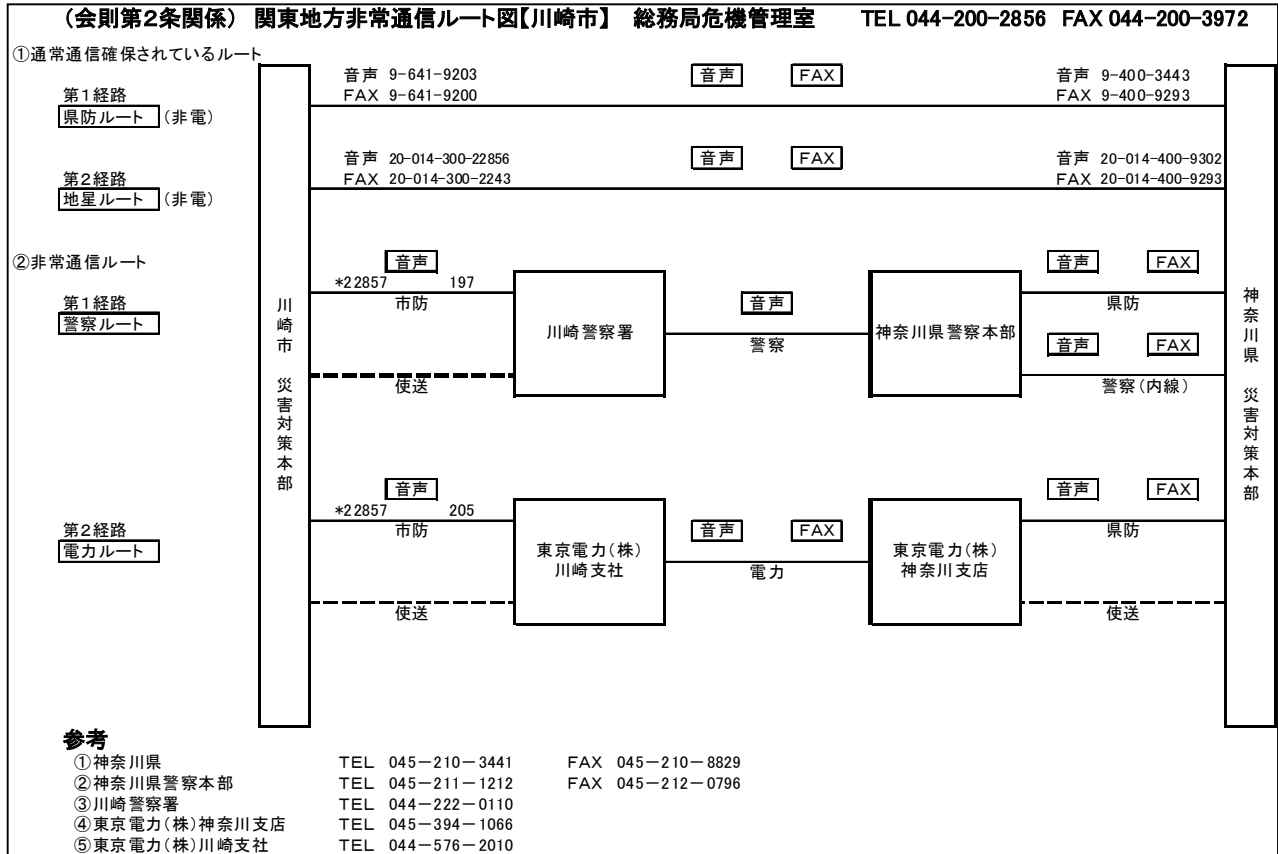 (会則第2条関係) 関東地方非常通信ルート図【川崎市】 総務局危機管理室 TEL 044-200-2856 FAX 044-200-3972
①通常通信確保されているルート
音声 9-641-9203 音声 FAX 音声 9-400-3443
第1経路 FAX 9-641-9200 FAX 9-400-9293
県防ルート (非電)
音声 20-014-300-22856 音声 FAX 音声 20-014-400-9302
第2経路 FAX 20-014-300-2243 FAX 20-014-400-9293
地星ルート (非電)
②非常通信ルート
音声 音声 FAX
*22857 197
第1経路 市防 音声 県防
警察ルート
川崎市 災害対策本部
川崎警察署
警察
神奈川県警察本部
音声 FAX
使送 警察(内線)
神奈川県 災害対策本部
音声 音声 FAX
*22857 205
第2経路 市防 音声 FAX 県防
電力ルート
東京電力(株)
川崎支社
電力
東京電力(株)
神奈川支店
使送 使送
参考
①神奈川県 TEL 045-210-3441 FAX 045-210-8829
②神奈川県警察本部 TEL 045-211-1212 FAX 045-212-0796
③川崎警察署 TEL 044-222-0110
④東京電力(株)神奈川支店 TEL 045-394-1066
⑤東京電力(株)川崎支社 TEL 044-576-2010